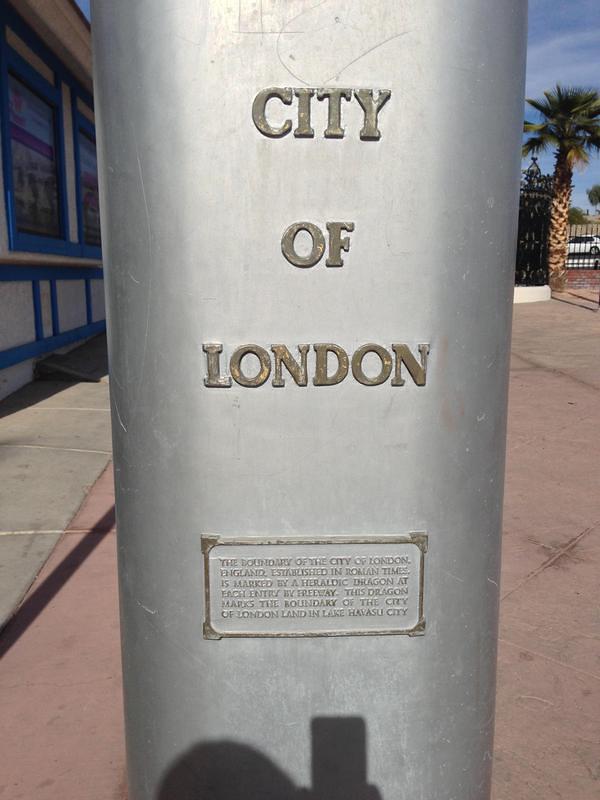 CITY
OF
LONDON
THE BOUNDARY OF THE CITY OF LONDON,
ENGLAND, ESTABLISHED IN ROMAN TIMES,
IS MARKED BY A HERALDIC DRAGON AT
EACH ENTRY BY FREEWAY. THIS DRAGON
MARKS THE BOUNDARY OF THE CITY
OF LONDON LAND IN LAKE HAVASU CITY